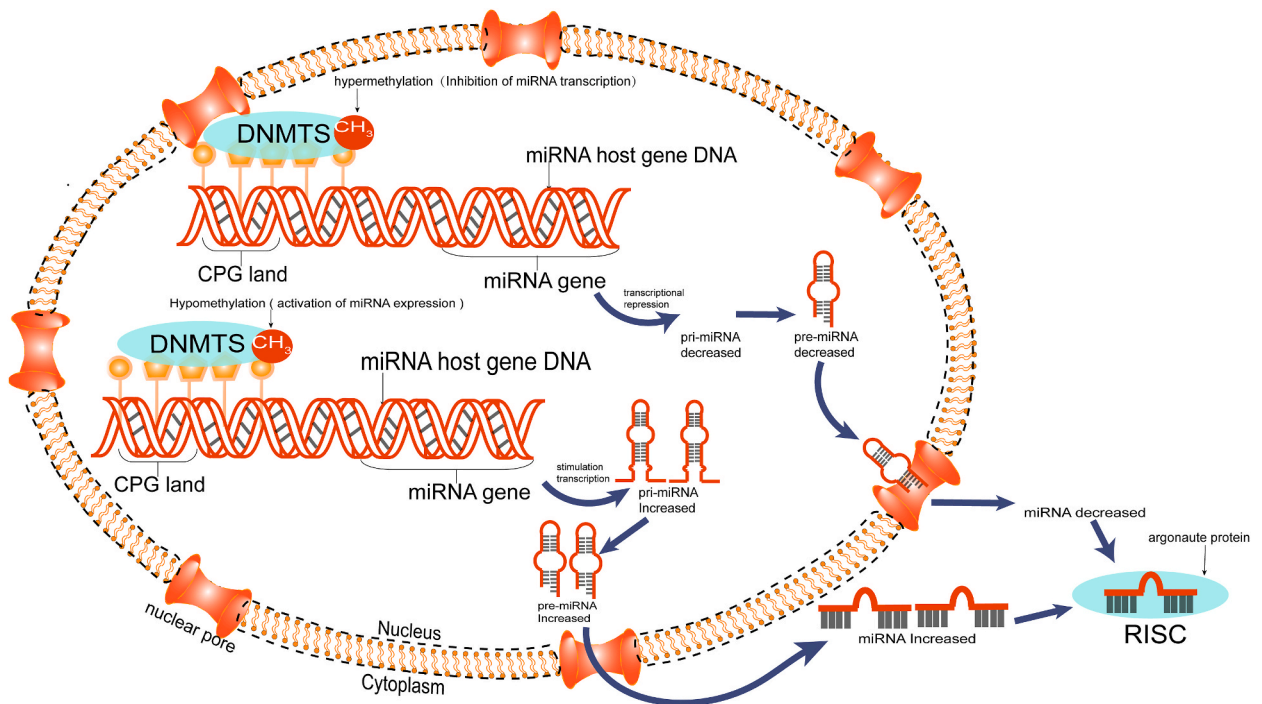 hypermethylation（Inhibition of miRNA transcription）
DNMTS
CH3
miRNA host gene DNA
CPG land
miRNA gene
transcriptional
repression
pri-miRNA
decreased
pre-miRNA
decreased
Hypomethylation ( activation of miRNA expression )
DNMTS
CH3
miRNA host gene DNA
CPG land
miRNA gene
stimulation
transcription
pri-miRNA
Increased
pre-miRNA
Increased
miRNA decreased
argonaute protein
miRNA Increased
RISC
nuclear pore
Nucleus
Cytoplasm